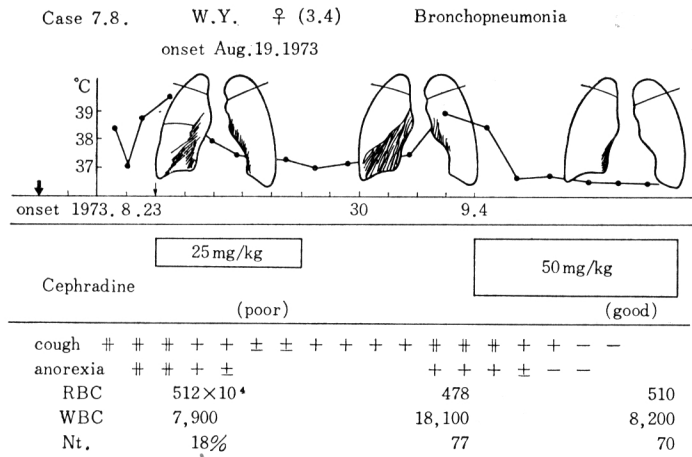 Case 7.8. W.Y. ♀ (3.4) Bronchopneumonia
onset Aug.19.1973
℃
39
38
37
onset 1973.8.23 30 9.4
25mg/kg
50mg/kg
Cephradine
(poor) (good)
cough ⧺ ⧺ ⧺ + + ± ± + + + + ⧺ ⧺ ⧺ + + − −
anorexia ⧺ ⧺ + ± + + + ± − −
RBC 512×10⁴ 478 510
WBC 7,900 18,100 8,200
Nt. 18% 77 70